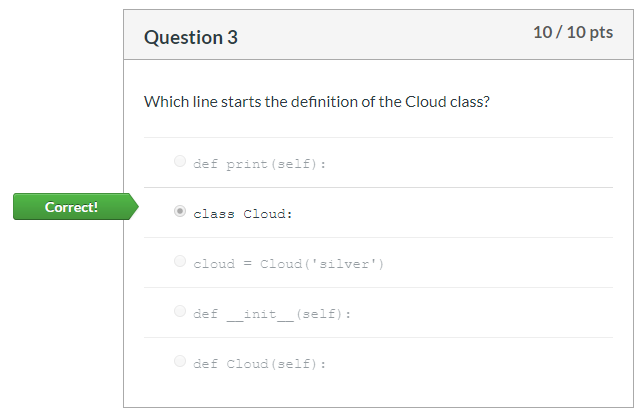 Question 3
10 / 10 pts
Which line starts the definition of the Cloud class?
def print(self):
Correct!
class Cloud:
cloud = Cloud('silver')
def __init__(self):
def Cloud(self):